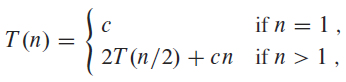 T(n) = { c if n = 1 ,
2T(n/2) + cn if n > 1 ,